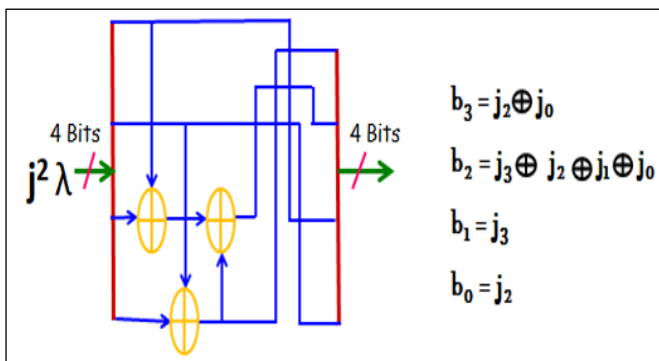 4 Bits
j² λ
4 Bits
b₃ = j₂⊕j₀
b₂ = j₃⊕ j₂ ⊕j₁⊕j₀
b₁ = j₃
b₀ = j₂